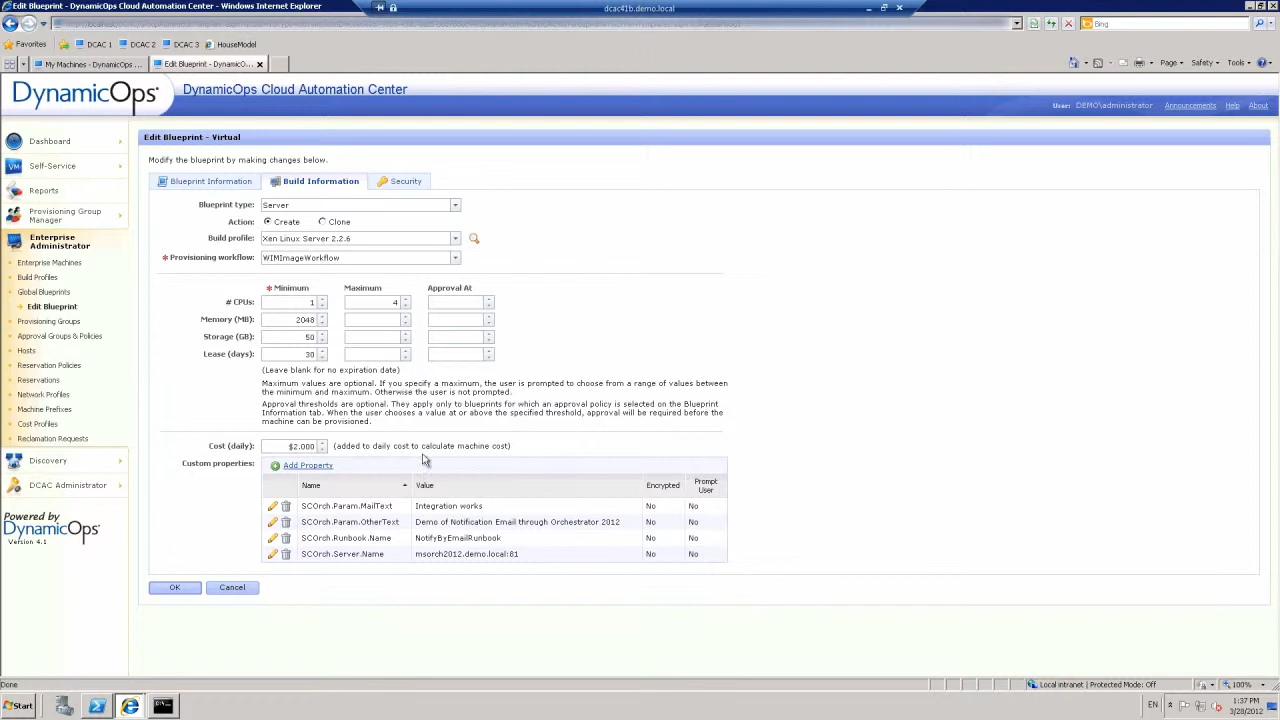 Edit Blueprint - DynamicOps Cloud Automation Center - Windows Internet Explorer
dcac41b.demo.local
Bing
Favorites
DCAC 1
DCAC 2
DCAC 3
HouseModel
My Machines - DynamicOps ...
Edit Blueprint - DynamicO...
Page
Safety
Tools
DynamicOps
DynamicOps Cloud Automation Center
User: DEMO\administrator
Announcements
Help
About
Dashboard
Self-Service
Reports
Provisioning Group
Manager
Enterprise
Administrator
Enterprise Machines
Build Profiles
Global Blueprints
Edit Blueprint
Provisioning Groups
Approval Groups & Policies
Hosts
Reservation Policies
Reservations
Network Profiles
Machine Prefixes
Cost Profiles
Reclamation Requests
Discovery
DCAC Administrator
Powered by
DynamicOps
Version 4.1
Edit Blueprint - Virtual
Modify the blueprint by making changes below.
Blueprint Information
Build Information
Security
Blueprint type: Server
Action: Create Clone
Build profile: Xen Linux Server 2.2.6
* Provisioning workflow: WIMImageWorkflow
* Minimum Maximum Approval At
# CPUs: 1 4
Memory (MB): 2048
Storage (GB): 50
Lease (days): 30
(Leave blank for no expiration date)
Maximum values are optional. If you specify a maximum, the user is prompted to choose from a range of values between
the minimum and maximum. Otherwise the user is not prompted.
Approval thresholds are optional. They apply only to blueprints for which an approval policy is selected on the Blueprint
Information tab. When the user chooses a value at or above the specified threshold, approval will be required before the
machine can be provisioned.
Cost (daily): $2.000 (added to daily cost to calculate machine cost)
Custom properties: Add Property
Name Value Encrypted Prompt
User
SCOrch.Param.MailText Integration works No No
SCOrch.Param.OtherText Demo of Notification Email through Orchestrator 2012 No No
SCOrch.Runbook.Name NotifyByEmailRunbook No No
SCOrch.Server.Name msorch2012.demo.local:81 No No
OK
Cancel
Done
Local intranet | Protected Mode: Off
100%
Start
EN
1:37 PM
3/28/2012